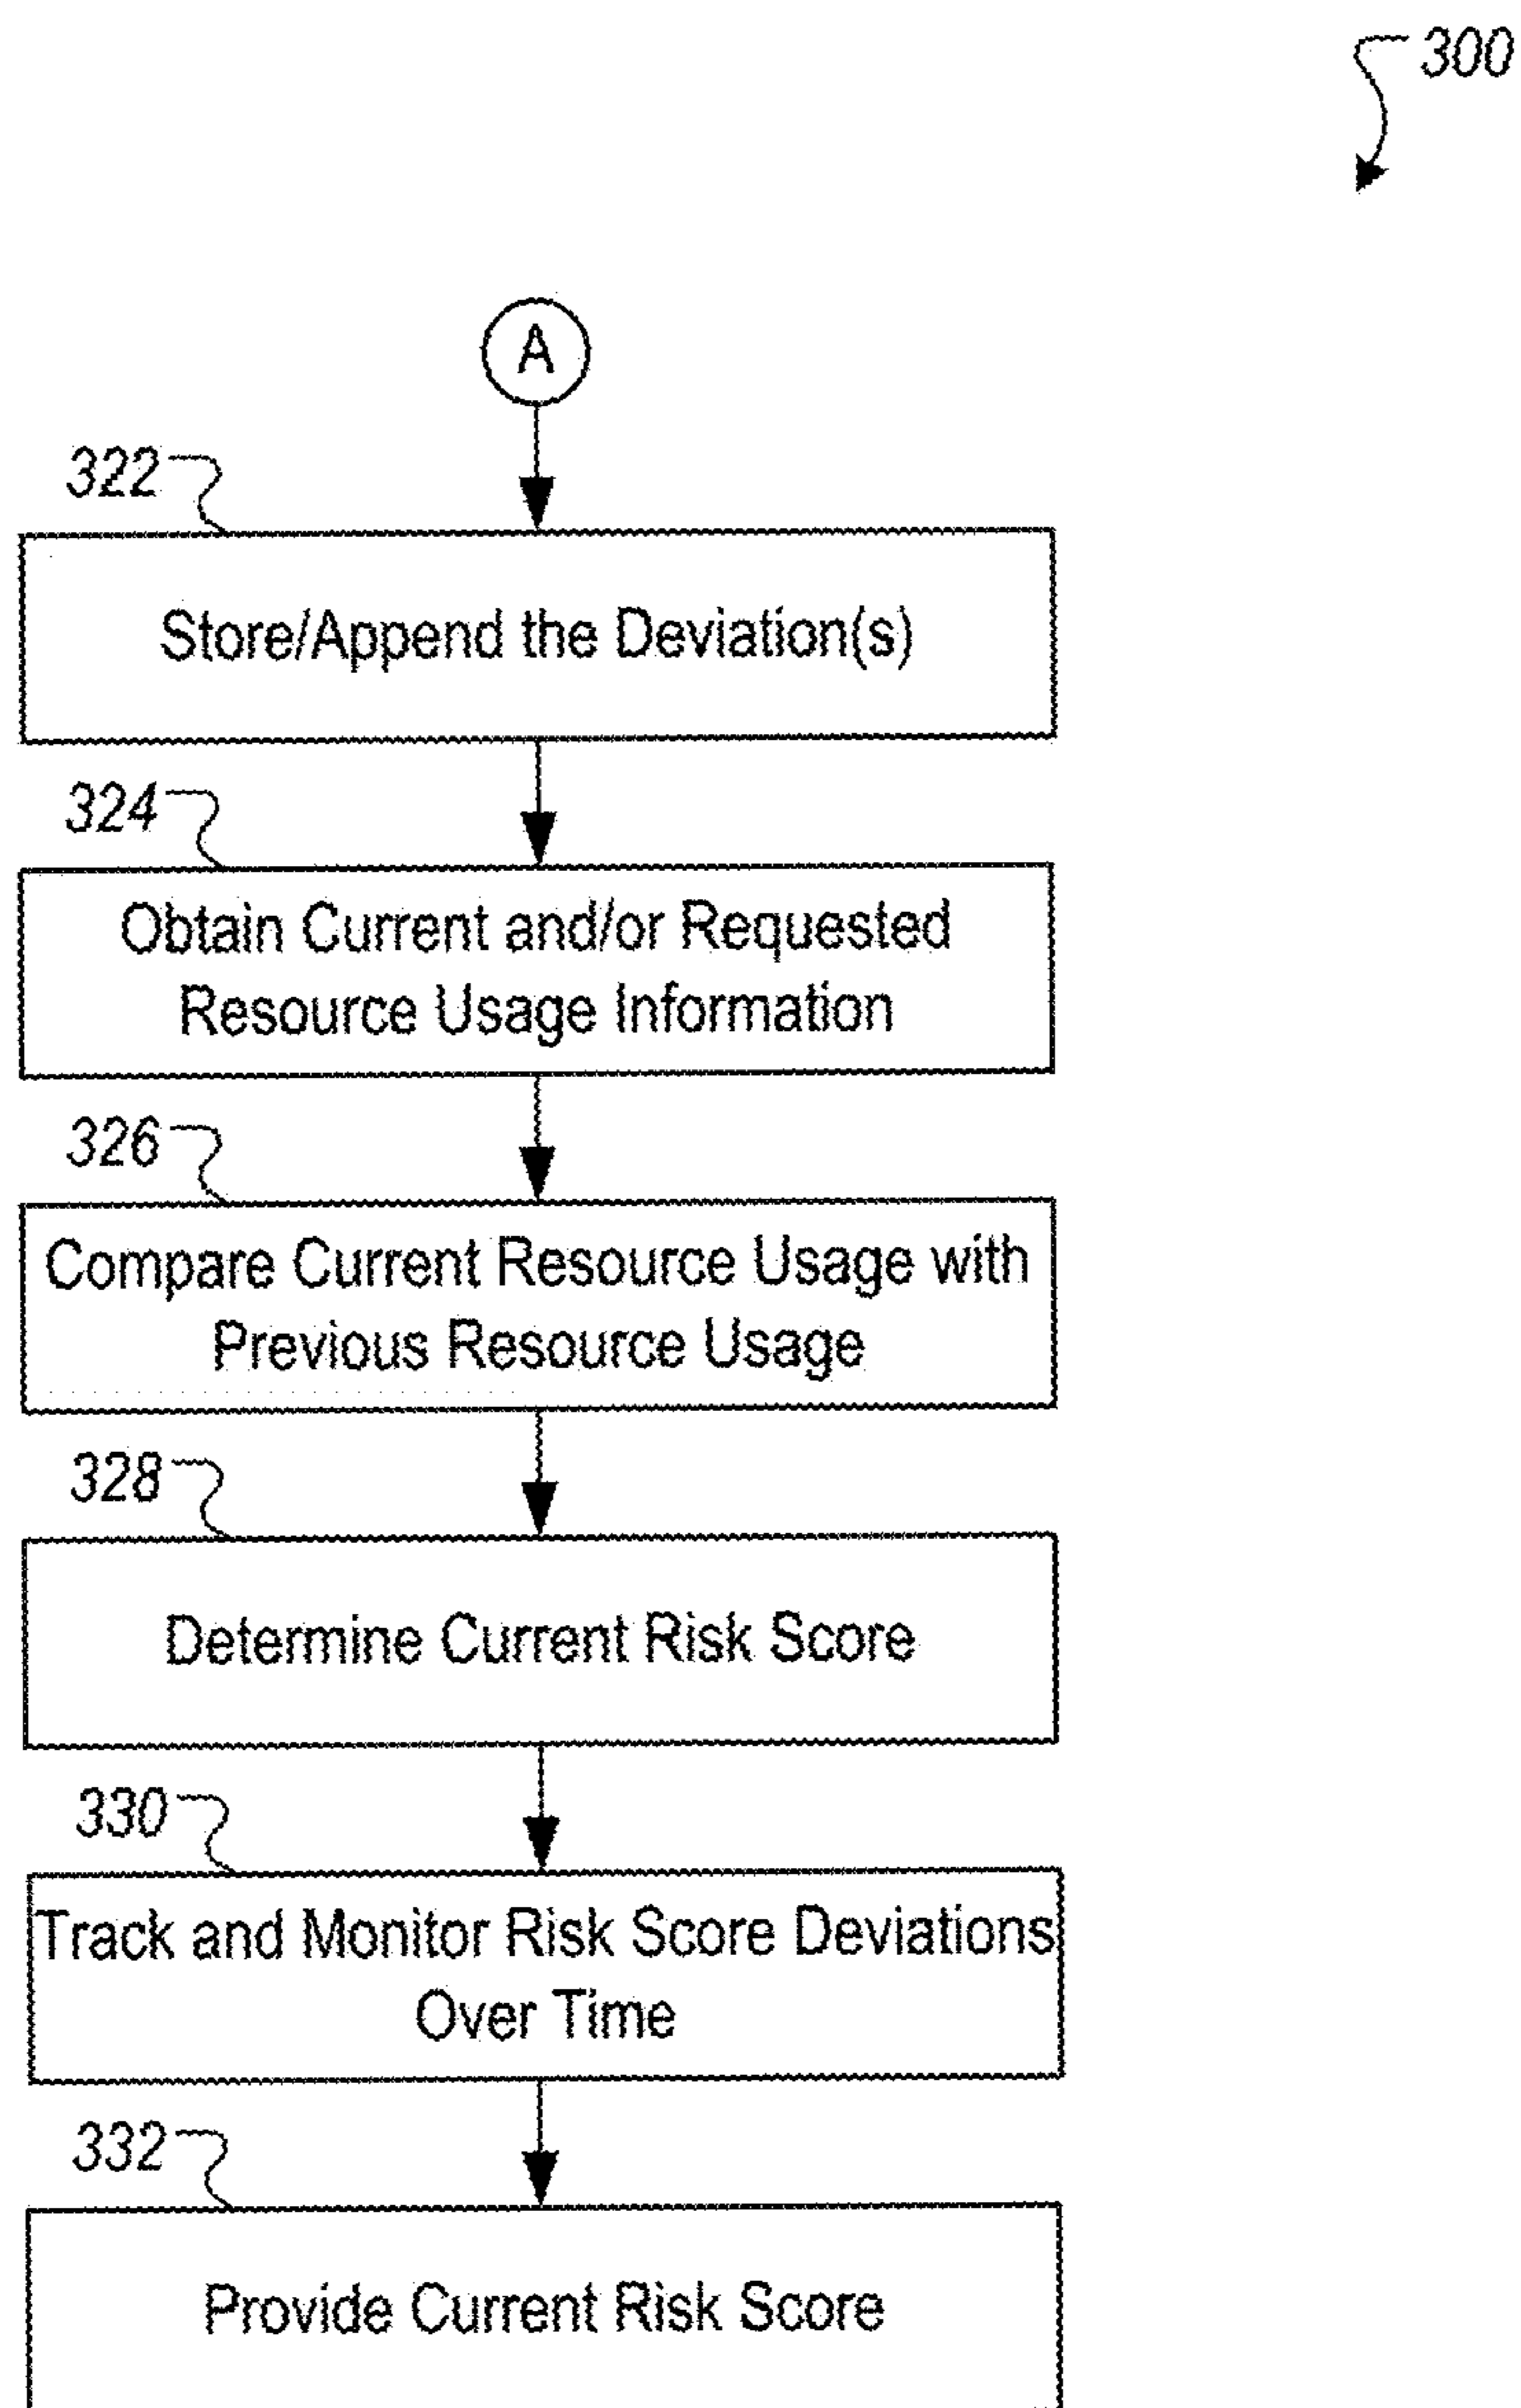 300
A
322
Store/Append the Deviation(s)
324
Obtain Current and/or Requested
Resource Usage Information
326
Compare Current Resource Usage with
Previous Resource Usage
328
Determine Current Risk Score
330
Track and Monitor Risk Score Deviations
Over Time
332
Provide Current Risk Score